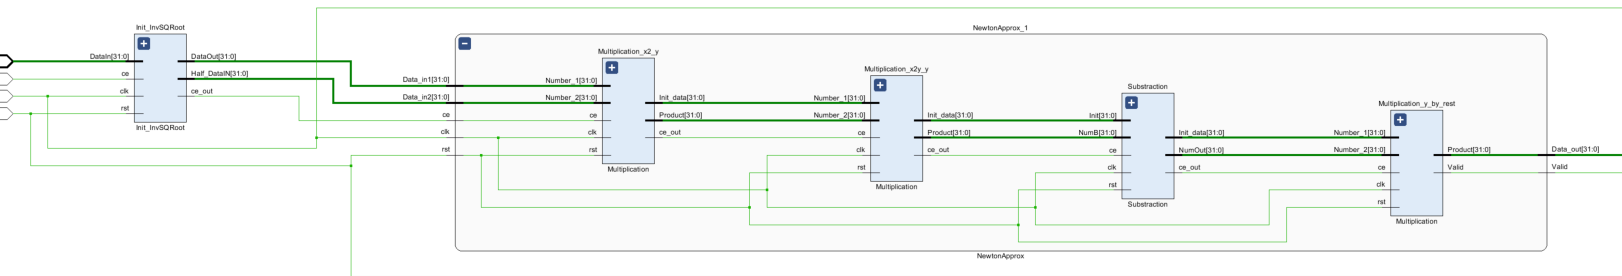 Init_InvSQRoot
DataIn[31:0]
ce
clk
rst
DataOut[31:0]
Half_DataIN[31:0]
ce_out
Init_InvSQRoot
NewtonApprox_1
Data_in1[31:0]
Data_in2[31:0]
ce
clk
rst
Multiplication_x2_y
Number_1[31:0]
Number_2[31:0]
ce
clk
rst
Init_data[31:0]
Product[31:0]
ce_out
Multiplication
Multiplication_x2y_y
Number_1[31:0]
Number_2[31:0]
ce
clk
rst
Init_data[31:0]
Product[31:0]
ce_out
Multiplication
Substraction
Init[31:0]
NumB[31:0]
ce
clk
rst
Init_data[31:0]
NumOut[31:0]
ce_out
Substraction
Multiplication_y_by_rest
Number_1[31:0]
Number_2[31:0]
ce
clk
rst
Product[31:0]
Valid
Multiplication
Data_out[31:0]
Valid
NewtonApprox